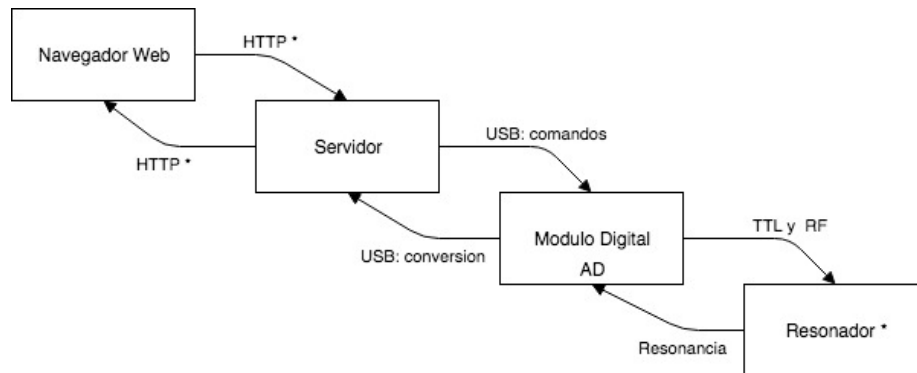 HTTP *
Navegador Web
HTTP *
Servidor
USB: comandos
USB: conversion
Modulo Digital
AD
TTL y RF
Resonancia
Resonador *